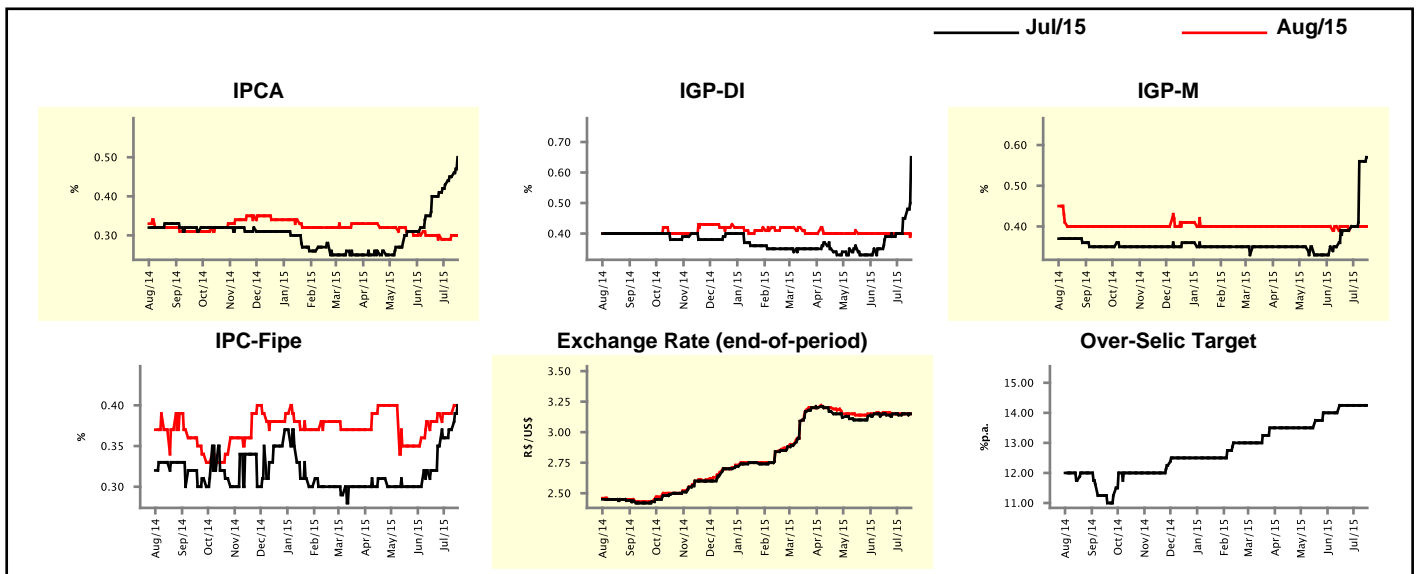 Jul/15 Aug/15
IPCA IGP-DI IGP-M
%
0.50
0.30
Aug/14 Sep/14 Oct/14 Nov/14 Dec/14 Jan/15 Feb/15 Mar/15 Apr/15 May/15 Jun/15 Jul/15
%
0.70
0.60
0.50
0.40
Aug/14 Sep/14 Oct/14 Nov/14 Dec/14 Jan/15 Feb/15 Mar/15 Apr/15 May/15 Jun/15 Jul/15
%
0.60
0.50
0.40
Aug/14 Sep/14 Oct/14 Nov/14 Dec/14 Jan/15 Feb/15 Mar/15 Apr/15 May/15 Jun/15 Jul/15
IPC-Fipe Exchange Rate (end-of-period) Over-Selic Target
%
0.40
0.35
0.30
Aug/14 Sep/14 Oct/14 Nov/14 Dec/14 Jan/15 Feb/15 Mar/15 Apr/15 May/15 Jun/15 Jul/15
R$/US$
3.50
3.25
3.00
2.75
2.50
Aug/14 Sep/14 Oct/14 Nov/14 Dec/14 Jan/15 Feb/15 Mar/15 Apr/15 May/15 Jun/15 Jul/15
%p.a.
15.00
14.00
13.00
12.00
11.00
Aug/14 Sep/14 Oct/14 Nov/14 Dec/14 Jan/15 Feb/15 Mar/15 Apr/15 May/15 Jun/15 Jul/15